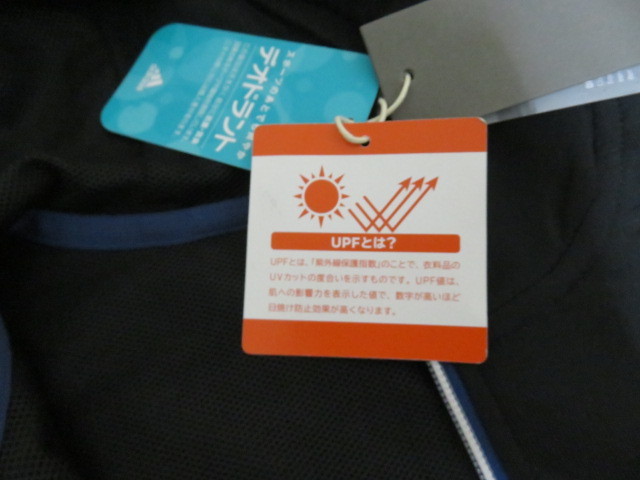 デオドラント
UPFとは?
UPFとは、「紫外線保護指数」のことで、衣料品の
UVカットの度合いを示すものです。UPF値は、
肌への影響力を表示した値で、数字が高いほど
日焼け防止効果が高くなります。